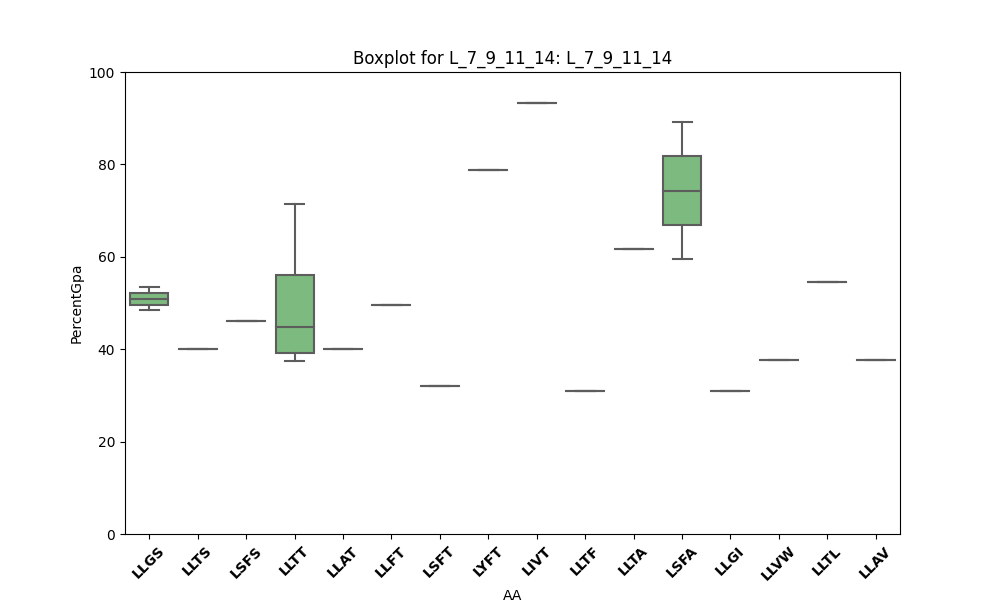 Boxplot for L_7_9_11_14: L_7_9_11_14
PercentGpa
100
80
60
40
20
0
LLGS
LLTS
LSFS
LLTT
LLAT
LLFT
LSFT
LYFT
LIVT
LLTF
LLTA
LSFA
LLGI
LLVW
LLTL
LLAV
AA